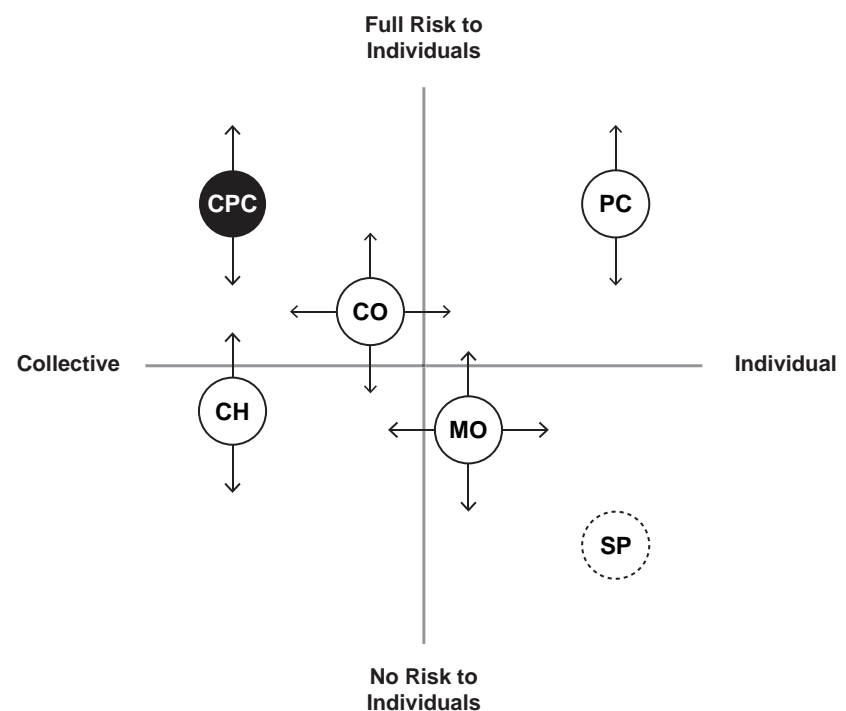 Full Risk to
Individuals
CPC
PC
CO
Collective
Individual
CH
MO
SP
No Risk to
Individuals